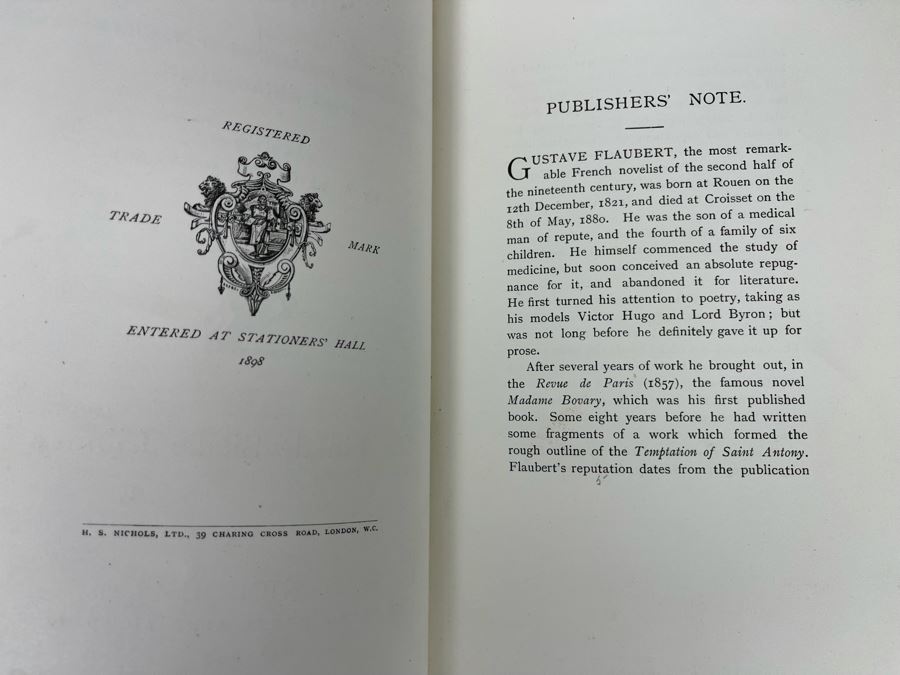 REGISTERED
TRADE
MARK
ENTERED AT STATIONERS' HALL
1898
H. S. NICHOLS, LTD., 39 CHARING CROSS ROAD, LONDON, W.C.
PUBLISHERS' NOTE.
GUSTAVE FLAUBERT, the most remark-
able French novelist of the second half of
the nineteenth century, was born at Rouen on the
12th December, 1821, and died at Croisset on the
8th of May, 1880. He was the son of a medical
man of repute, and the fourth of a family of six
children. He himself commenced the study of
medicine, but soon conceived an absolute repug-
nance for it, and abandoned it for literature.
He first turned his attention to poetry, taking as
his models Victor Hugo and Lord Byron; but
was not long before he definitely gave it up for
prose.
After several years of work he brought out, in
the Revue de Paris (1857), the famous novel
Madame Bovary, which was his first published
book. Some eight years before he had written
some fragments of a work which formed the
rough outline of the Temptation of Saint Antony.
Flaubert's reputation dates from the publication